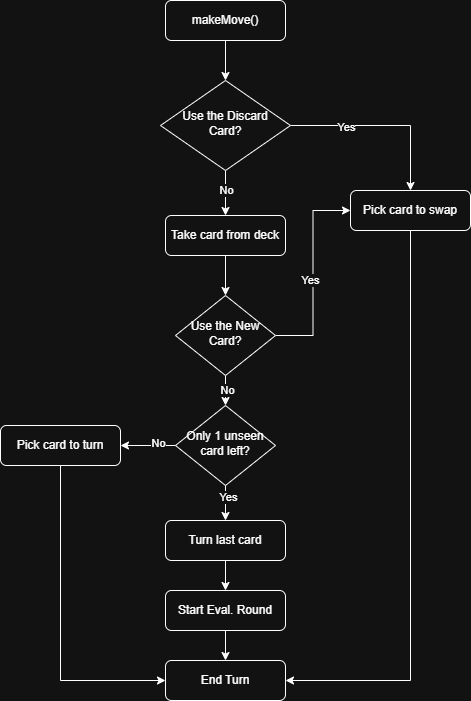 makeMove()
Use the Discard
Card?
Yes
No
Pick card to swap
Take card from deck
Yes
Use the New
Card?
No
Only 1 unseen
card left?
No
Pick card to turn
Yes
Turn last card
Start Eval. Round
End Turn